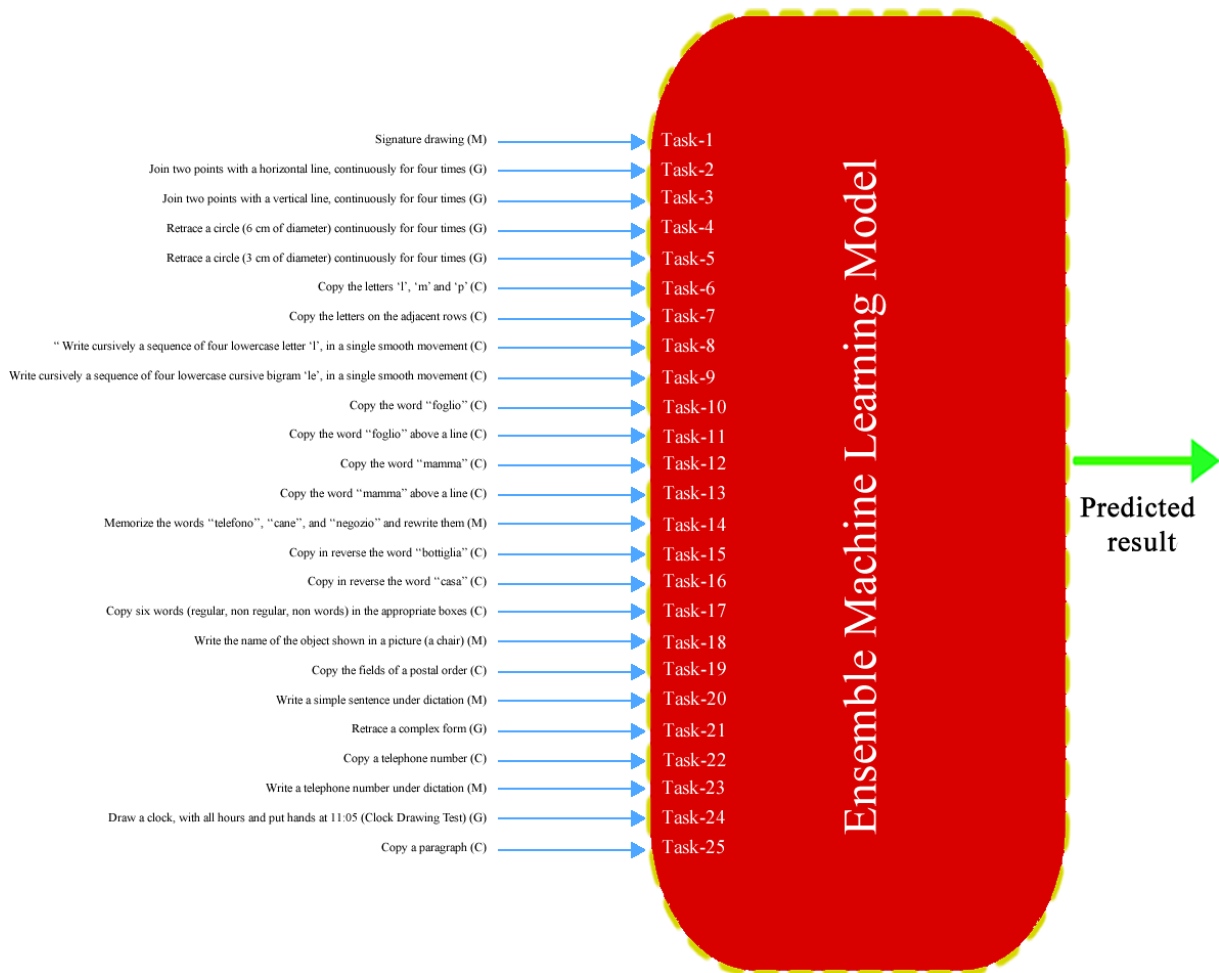 Signature drawing (M) Task-1
Join two points with a horizontal line, continuously for four times (G) Task-2
Join two points with a vertical line, continuously for four times (G) Task-3
Retrace a circle (6 cm of diameter) continuously for four times (G) Task-4
Retrace a circle (3 cm of diameter) continuously for four times (G) Task-5
Copy the letters ‘l’, ‘m’ and ‘p’ (C) Task-6
Copy the letters on the adjacent rows (C) Task-7
‘‘ Write cursively a sequence of four lowercase letter ‘l’, in a single smooth movement (C) Task-8
Write cursively a sequence of four lowercase cursive bigram ‘le’, in a single smooth movement (C) Task-9
Copy the word ‘‘foglio’’ (C) Task-10
Copy the word ‘‘foglio’’ above a line (C) Task-11
Copy the word ‘‘mamma’’ (C) Task-12
Copy the word ‘‘mamma’’ above a line (C) Task-13
Memorize the words ‘‘telefono’’, ‘‘cane’’, and ‘‘negozio’’ and rewrite them (M) Task-14
Copy in reverse the word ‘‘bottiglia’’ (C) Task-15
Copy in reverse the word ‘‘casa’’ (C) Task-16
Copy six words (regular, non regular, non words) in the appropriate boxes (C) Task-17
Write the name of the object shown in a picture (a chair) (M) Task-18
Copy the fields of a postal order (C) Task-19
Write a simple sentence under dictation (M) Task-20
Retrace a complex form (G) Task-21
Copy a telephone number (C) Task-22
Write a telephone number under dictation (M) Task-23
Draw a clock, with all hours and put hands at 11:05 (Clock Drawing Test) (G) Task-24
Copy a paragraph (C) Task-25
Ensemble Machine Learning Model
Predicted
result